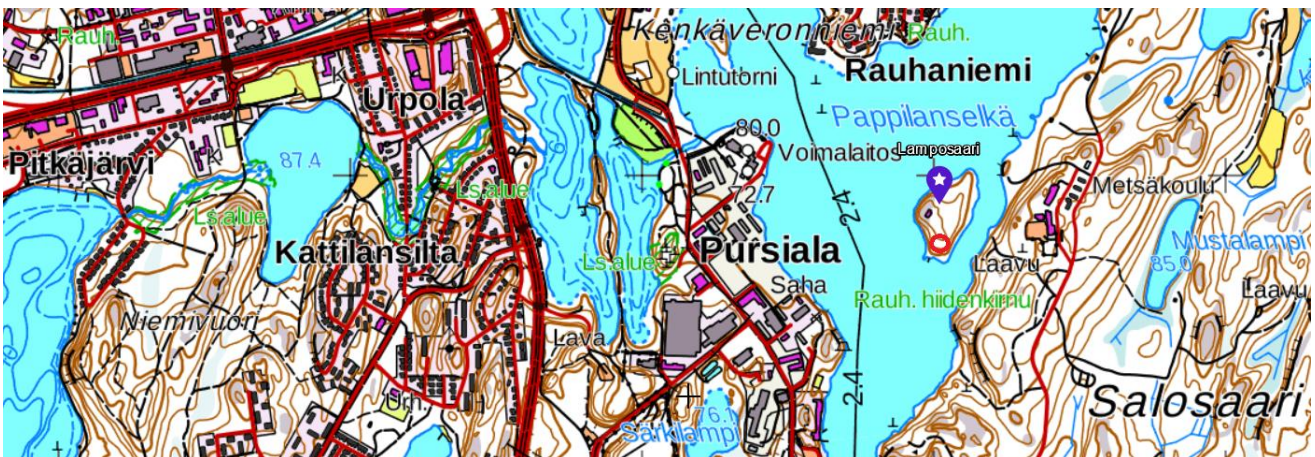 Kenkäveronniemi
Rauh.
Rauh.
Lintutorni
Rauhaniemi
Urpola
Pappilanselkä
80.0
Voimalaitos
Lamposaari
Pitkäjärvi
87.4
Ls.alue
72.7
Metsäkoulu
Ls.alue
2.4
Kattilansilta
Ls.alue
Pursiala
Mustalampi
85.0
Laavu
Saha
Laavu
Rauh. hiidenkirnu
Niemivuori
Lava
2.4
Urh.
76.1
Särkilampi
Salosaari